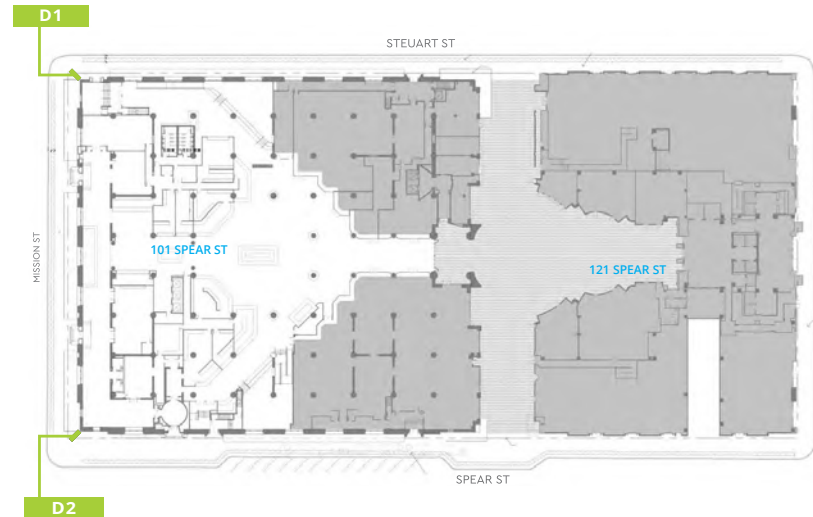 D1
STEUART ST
MISSION ST
101 SPEAR ST
121 SPEAR ST
SPEAR ST
D2